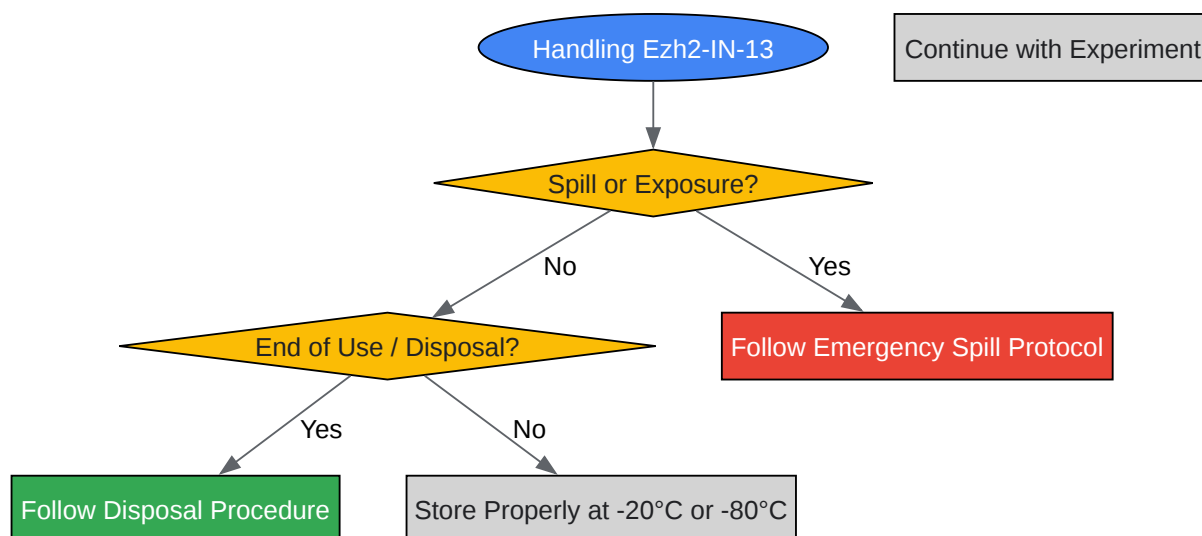 Handling Ezh2-IN-13
Continue with Experiment
Spill or Exposure?
No
Yes
End of Use / Disposal?
Follow Emergency Spill Protocol
Yes
No
Follow Disposal Procedure
Store Properly at -20°C or -80°C